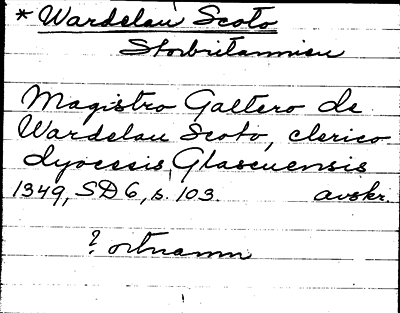 * Wardelau Scoto
Storbritannien
Magistro Galtero de
Wardelau Scoto, clerico
dyocesis Glascuensis
1349, SD 6, s. 103. avskr.
? ortnamn